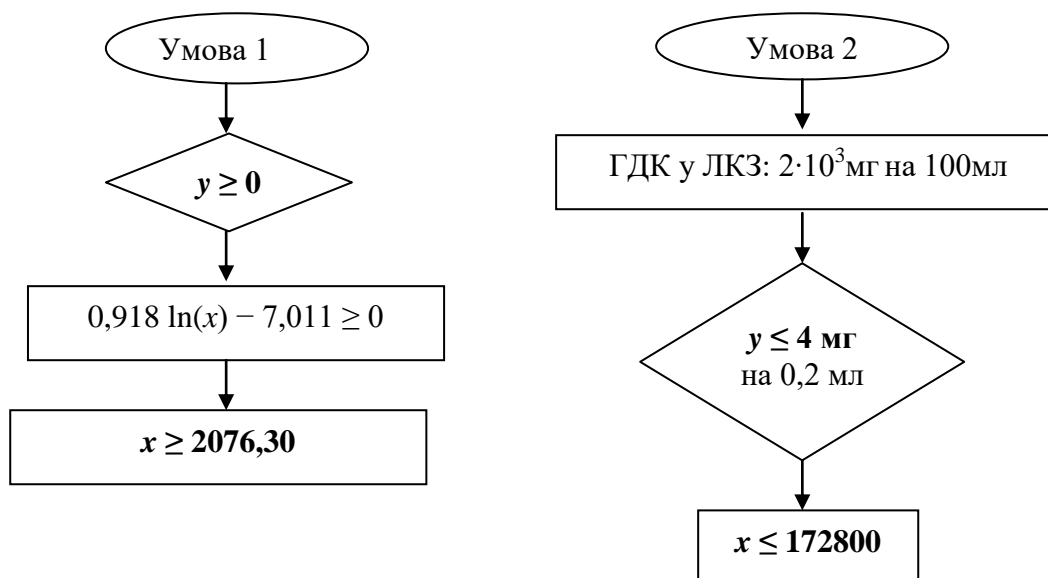 Умова 1
y ≥ 0
0,918 ln(x) − 7,011 ≥ 0
x ≥ 2076,30
Умова 2
ГДК у ЛКЗ: 2·10³мг на 100мл
y ≤ 4 мг
на 0,2 мл
x ≤ 172800